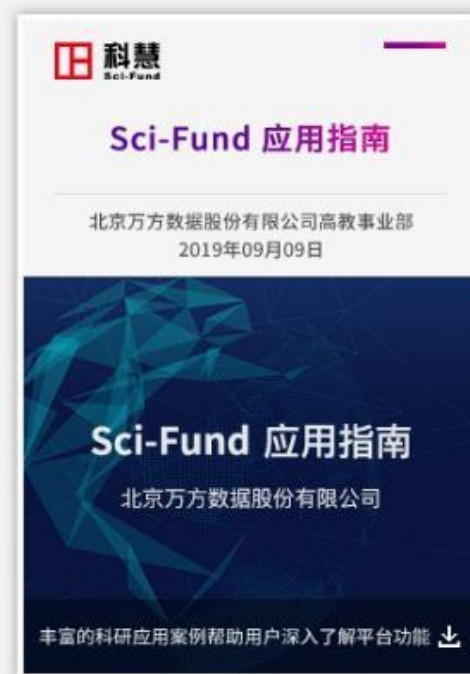 科慧
Sci-Fund
Sci-Fund 应用指南
北京万方数据股份有限公司高教事业部
2019年09月09日
Sci-Fund 应用指南
北京万方数据股份有限公司
丰富的科研应用案例帮助用户深入了解平台功能